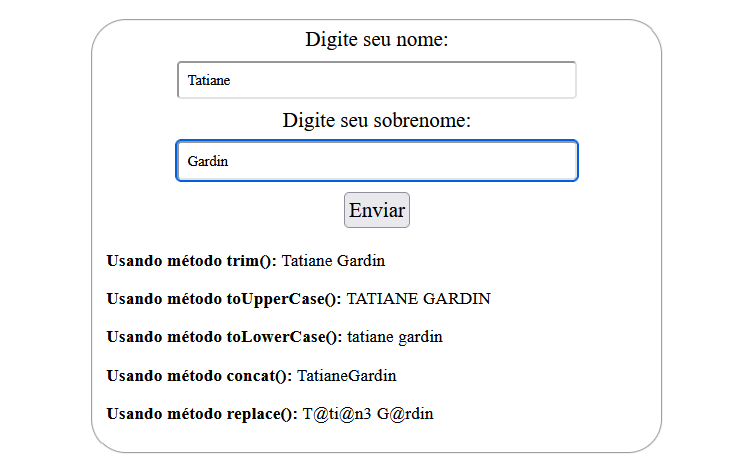 Digite seu nome:
Tatiane
Digite seu sobrenome:
Gardin
Enviar
Usando método trim(): Tatiane Gardin
Usando método toUpperCase(): TATIANE GARDIN
Usando método toLowerCase(): tatiane gardin
Usando método concat(): TatianeGardin
Usando método replace(): T@ti@n3 G@rdin